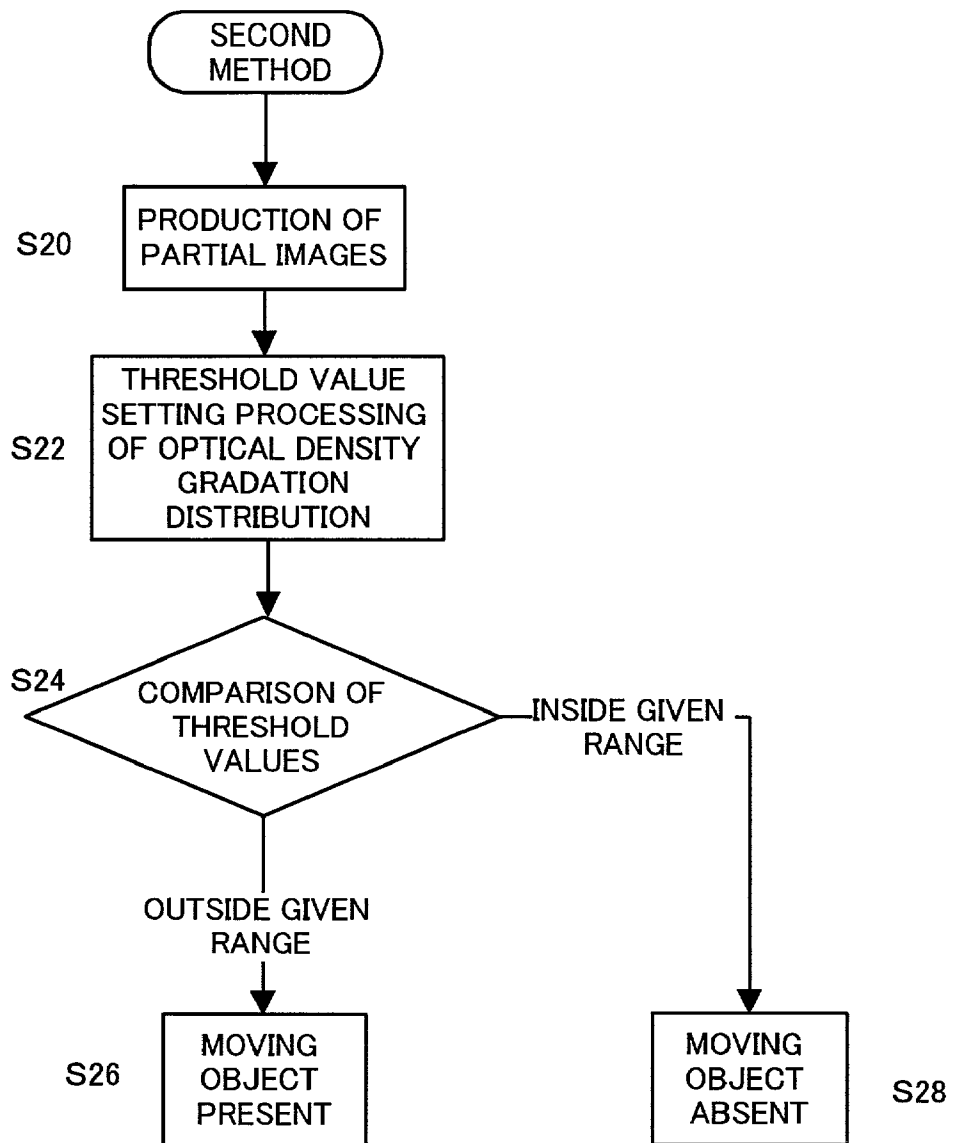 SECOND
METHOD
S20
PRODUCTION OF
PARTIAL IMAGES
S22
THRESHOLD VALUE
SETTING PROCESSING
OF OPTICAL DENSITY
GRADATION
DISTRIBUTION
S24
COMPARISON OF
THRESHOLD
VALUES
INSIDE GIVEN
RANGE
OUTSIDE GIVEN
RANGE
S26
MOVING
OBJECT
PRESENT
MOVING
OBJECT
ABSENT
S28